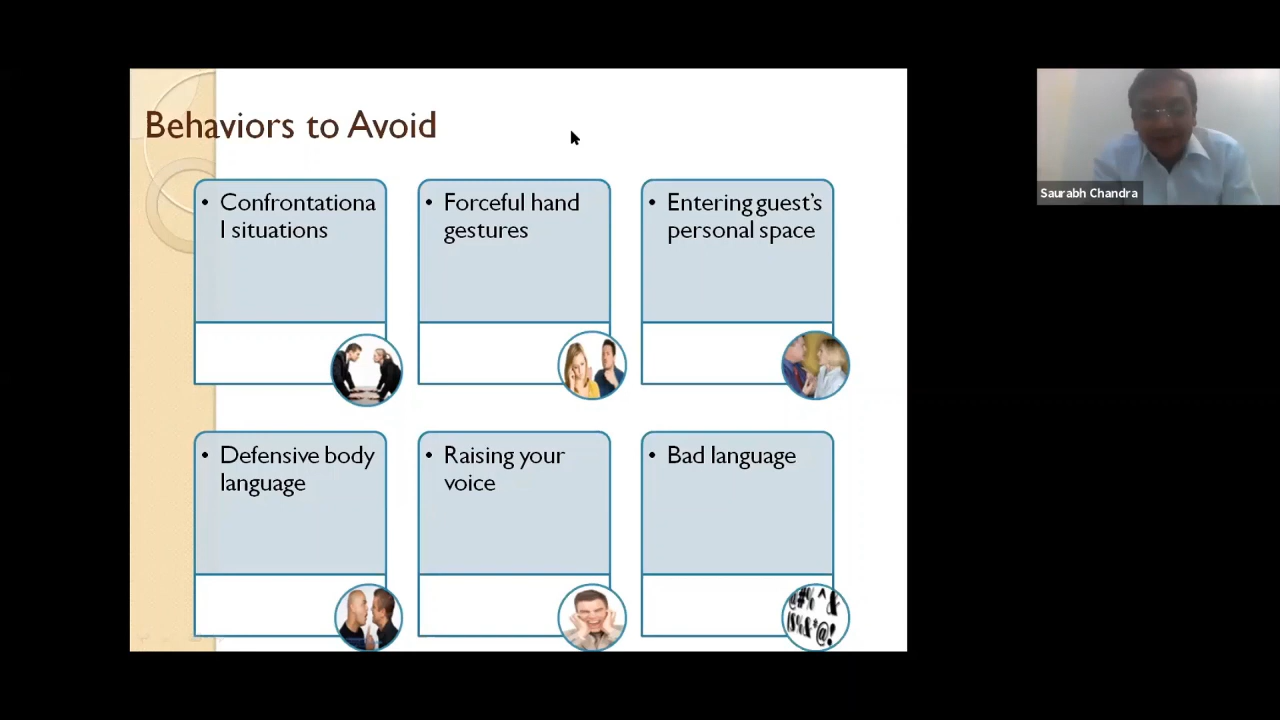 Behaviors to Avoid
Saurabh Chandra
• Confrontationa
l situations
• Forceful hand
gestures
• Entering guest's
personal space
• Defensive body
language
• Raising your
voice
• Bad language
@#% ^ &
!$%&*@!